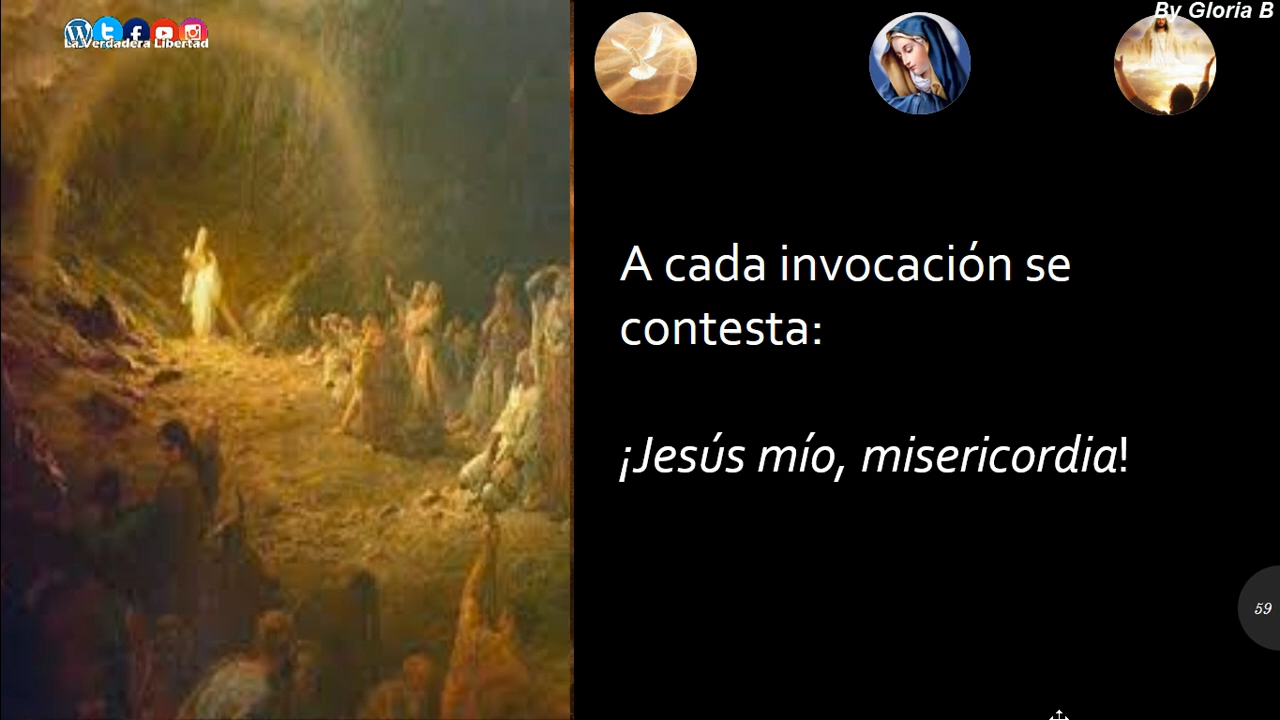 La Verdadera Libertad
By Gloria B
A cada invocación se
contesta:
¡Jesús mío, misericordia!
59